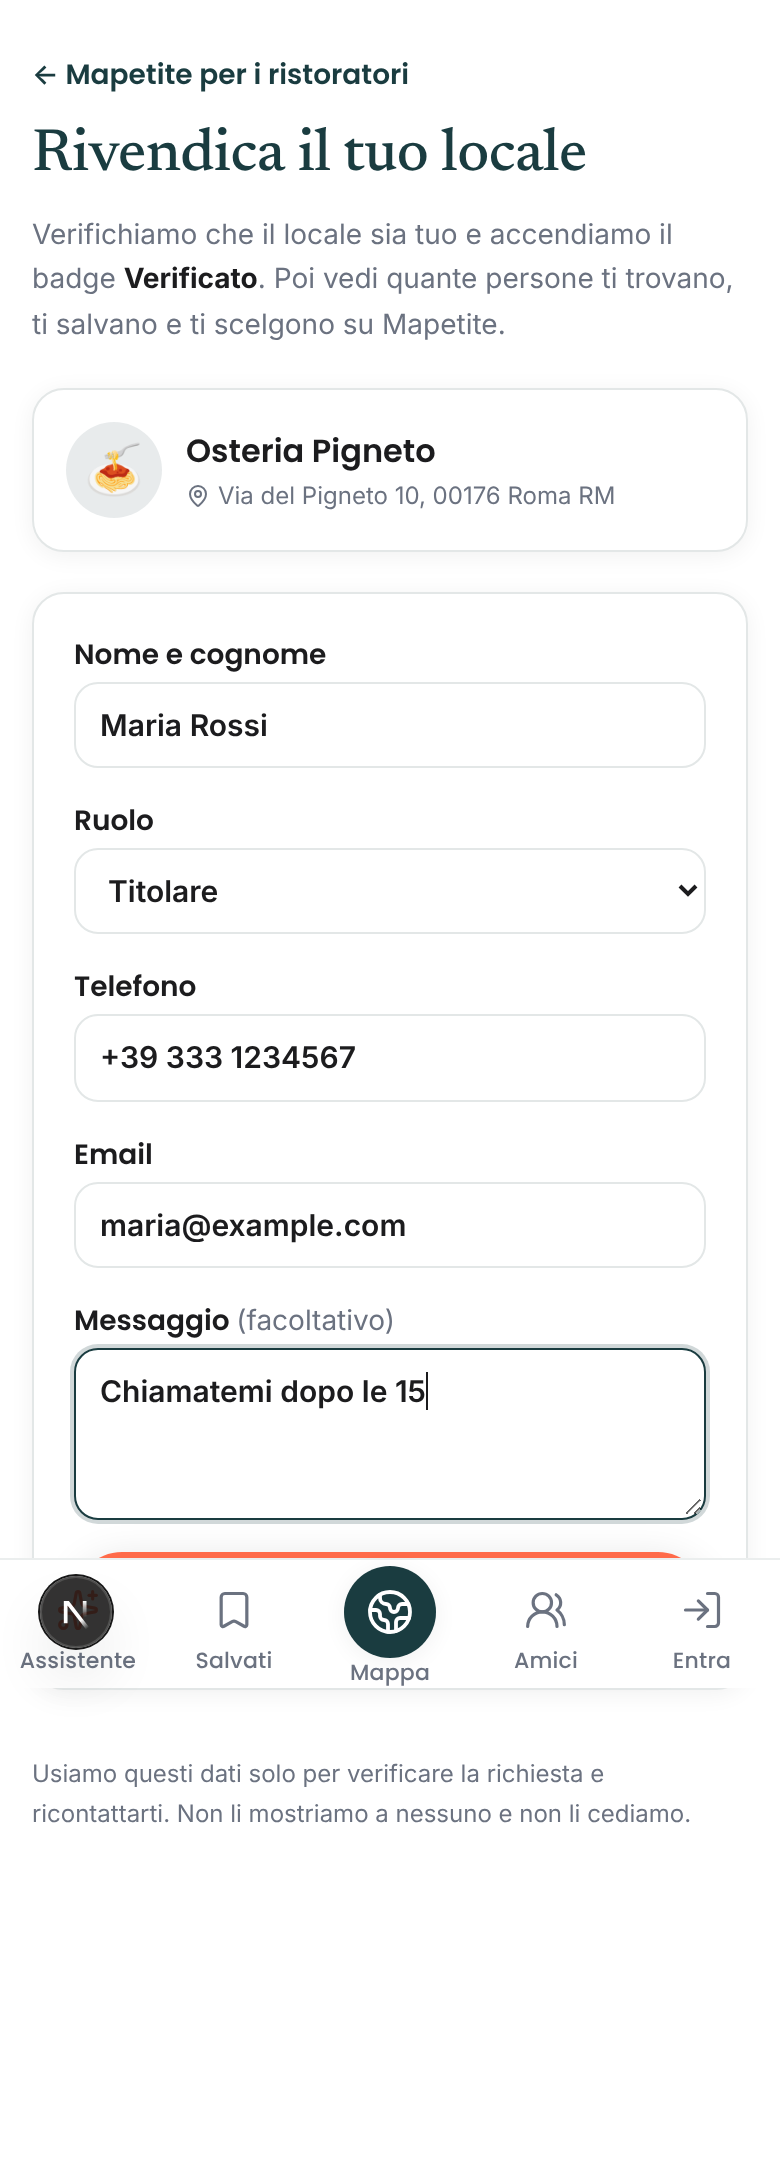 ← Mapetite per i ristoratori
Rivendica il tuo locale
Verifichiamo che il locale sia tuo e accendiamo il
badge Verificato. Poi vedi quante persone ti trovano,
ti salvano e ti scelgono su Mapetite.
Osteria Pigneto
Via del Pigneto 10, 00176 Roma RM
Nome e cognome
Maria Rossi
Ruolo
Titolare
Telefono
+39 333 1234567
Email
maria@example.com
Messaggio (facoltativo)
Chiamatemi dopo le 15
N
Assistente
Salvati
Mappa
Amici
Entra
Usiamo questi dati solo per verificare la richiesta e
ricontattarti. Non li mostriamo a nessuno e non li cediamo.